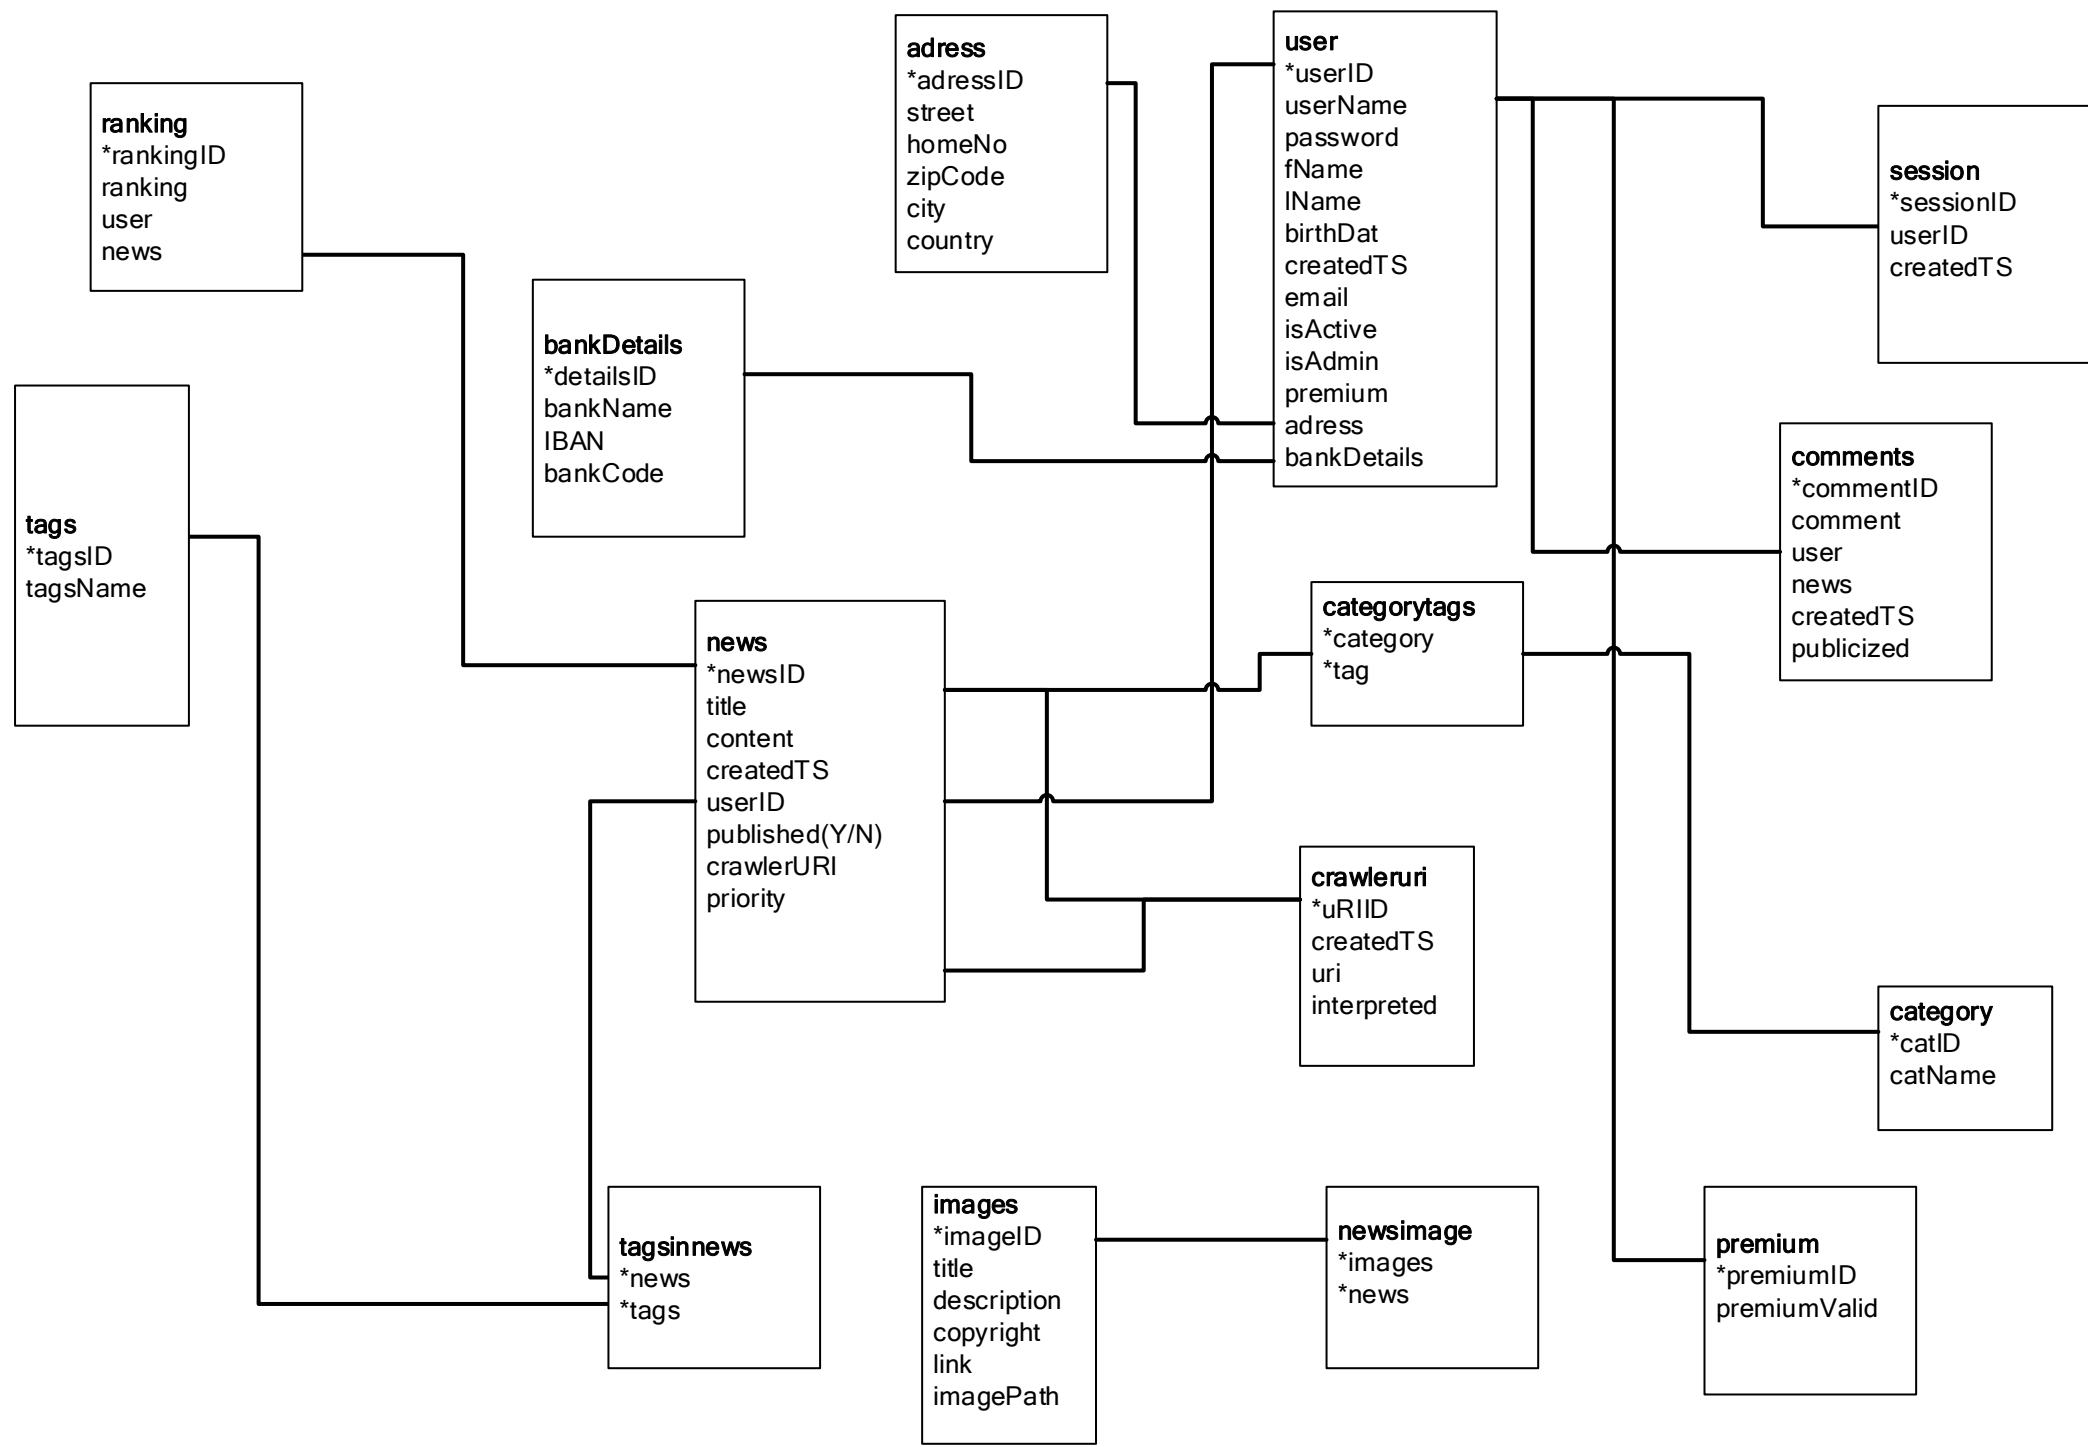 adress
*adressID
street
homeNo
zipCode
city
country
user
*userID
userName
password
fName
lName
birthDat
createdTS
email
isActive
isAdmin
premium
adress
bankDetails
ranking
*rankingID
ranking
user
news
session
*sessionID
userID
createdTS
bankDetails
*detailsID
bankName
IBAN
bankCode
tags
*tagsID
tagsName
comments
*commentID
comment
user
news
createdTS
publicized
news
*newsID
title
content
createdTS
userID
published(Y/N)
crawlerURI
priority
categorytags
*category
*tag
crawleruri
*uRIID
createdTS
uri
interpreted
category
*catID
catName
tagsinnews
*news
*tags
images
*imageID
title
description
copyright
link
imagePath
newsimage
*images
*news
premium
*premiumID
premiumValid